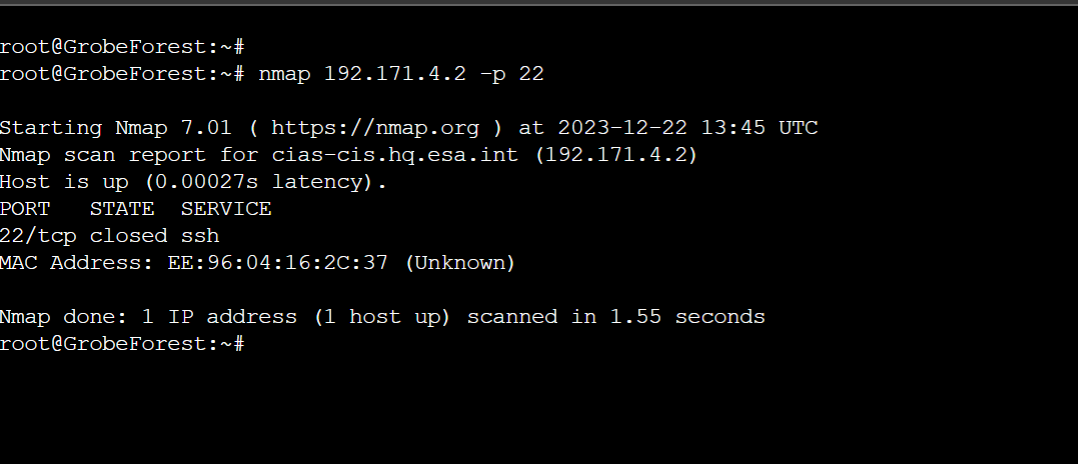 root@GrobeForest:~#
root@GrobeForest:~# nmap 192.171.4.2 -p 22
Starting Nmap 7.01 ( https://nmap.org ) at 2023-12-22 13:45 UTC
Nmap scan report for cias-cis.hq.esa.int (192.171.4.2)
Host is up (0.00027s latency).
PORT   STATE  SERVICE
22/tcp closed ssh
MAC Address: EE:96:04:16:2C:37 (Unknown)
Nmap done: 1 IP address (1 host up) scanned in 1.55 seconds
root@GrobeForest:~#